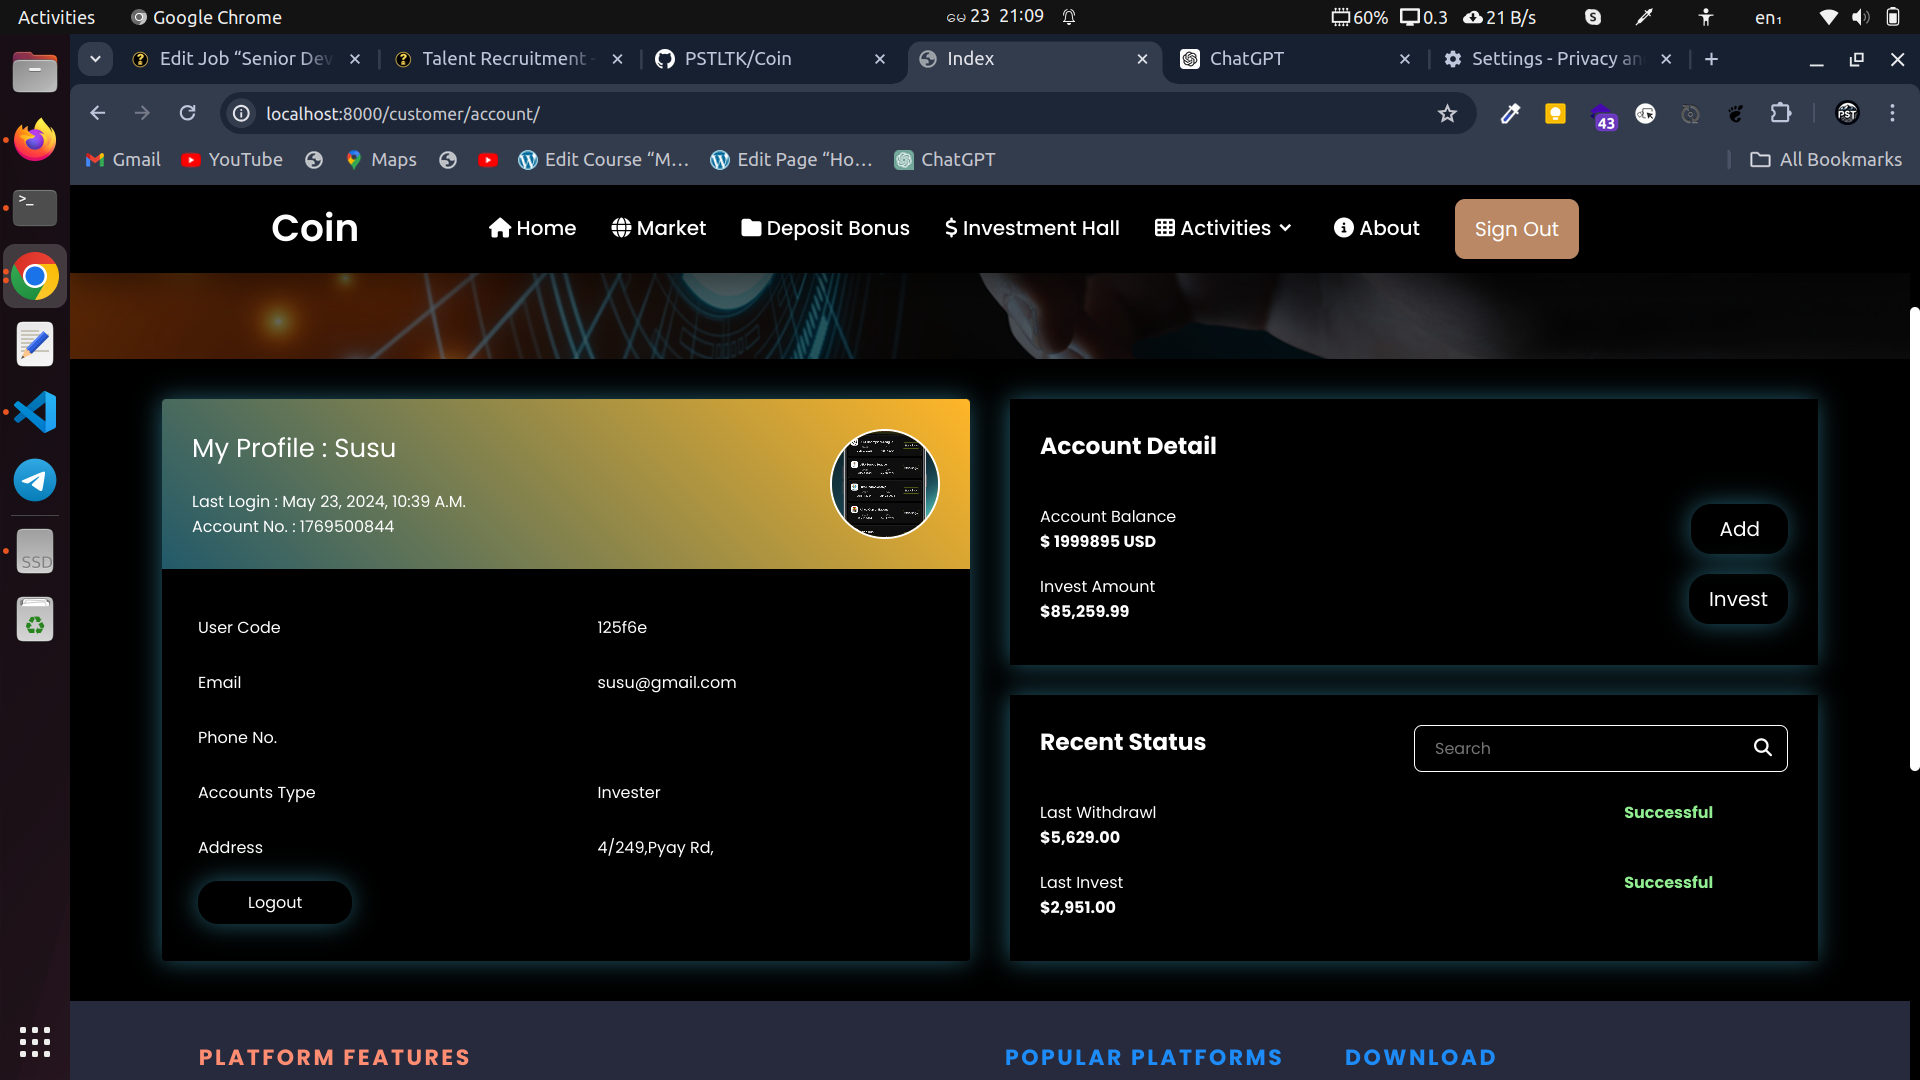 Activities
Google Chrome
မေ 23 21:09
60%
0.3
21 B/s
en₁
Edit Job “Senior Dev
Talent Recruitment -
PSTLTK/Coin
Index
ChatGPT
Settings - Privacy an
localhost:8000/customer/account/
43
PST
Gmail
YouTube
Maps
Edit Course “M...
Edit Page “Ho...
ChatGPT
All Bookmarks
Coin
Home
Market
Deposit Bonus
Investment Hall
Activities
About
Sign Out
My Profile : Susu
Last Login : May 23, 2024, 10:39 A.M.
Account No. : 1769500844
User Code 125f6e
Email susu@gmail.com
Phone No.
Accounts Type Invester
Address 4/249,Pyay Rd,
Logout
Account Detail
Account Balance
$ 1999895 USD
Add
Invest Amount
$85,259.99
Invest
Recent Status
Search
Last Withdrawl Successful
$5,629.00
Last Invest Successful
$2,951.00
SSD
PLATFORM FEATURES
POPULAR PLATFORMS
DOWNLOAD